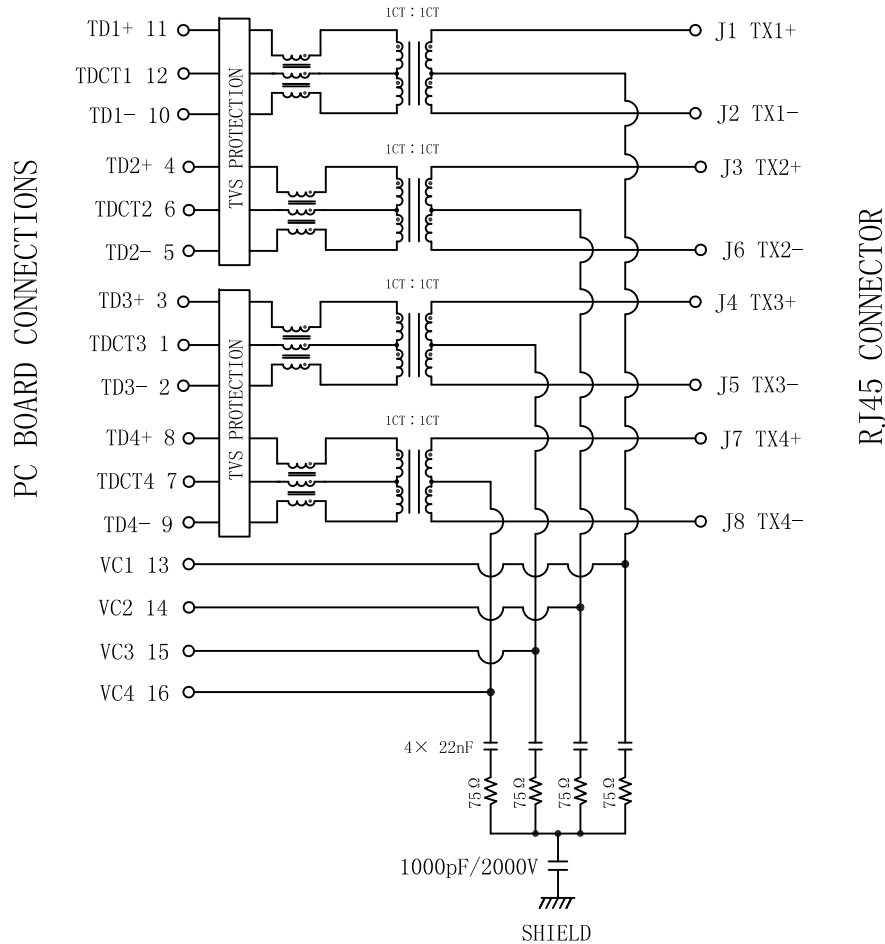 1CT : 1CT
TD1+ 11
J1 TX1+
TDCT1 12
TD1- 10
J2 TX1-
TVS PROTECTION
1CT : 1CT
TD2+ 4
J3 TX2+
TDCT2 6
TD2- 5
J6 TX2-
PC BOARD CONNECTIONS
RJ45 CONNECTOR
1CT : 1CT
TD3+ 3
J4 TX3+
TDCT3 1
TD3- 2
J5 TX3-
TVS PROTECTION
1CT : 1CT
TD4+ 8
J7 TX4+
TDCT4 7
TD4- 9
J8 TX4-
VC1 13
VC2 14
VC3 15
VC4 16
4× 22nF
75Ω
75Ω
75Ω
75Ω
1000pF/2000V
SHIELD